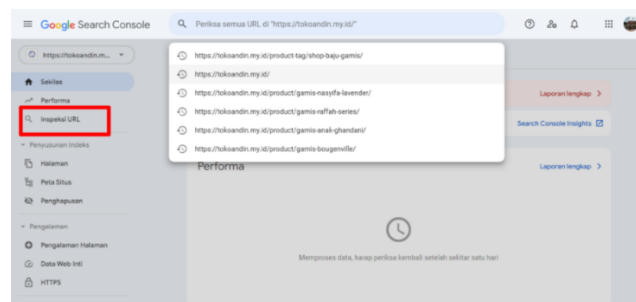 Google Search Console
Periksa semua URL di "https://tokoandin.my.id/"
https://tokoandin.m...
https://tokoandin.my.id/product-tag/shop-baju-gamis/
https://tokoandin.my.id/
https://tokoandin.my.id/product/gamis-nasyifa-lavender/
https://tokoandin.my.id/product/gamis-raffah-series/
https://tokoandin.my.id/product/gamis-anak-ghandani/
https://tokoandin.my.id/product/gamis-bougenville/
Sekilas
Performa
Inspeksi URL
Penyusunan Indeks
Halaman
Peta Situs
Penghapusan
Pengalaman
Pengalaman Halaman
Data Web Inti
HTTPS
Laporan lengkap
Search Console Insights
Performa
Laporan lengkap
Memproses data, harap periksa kembali setelah sekitar satu hari